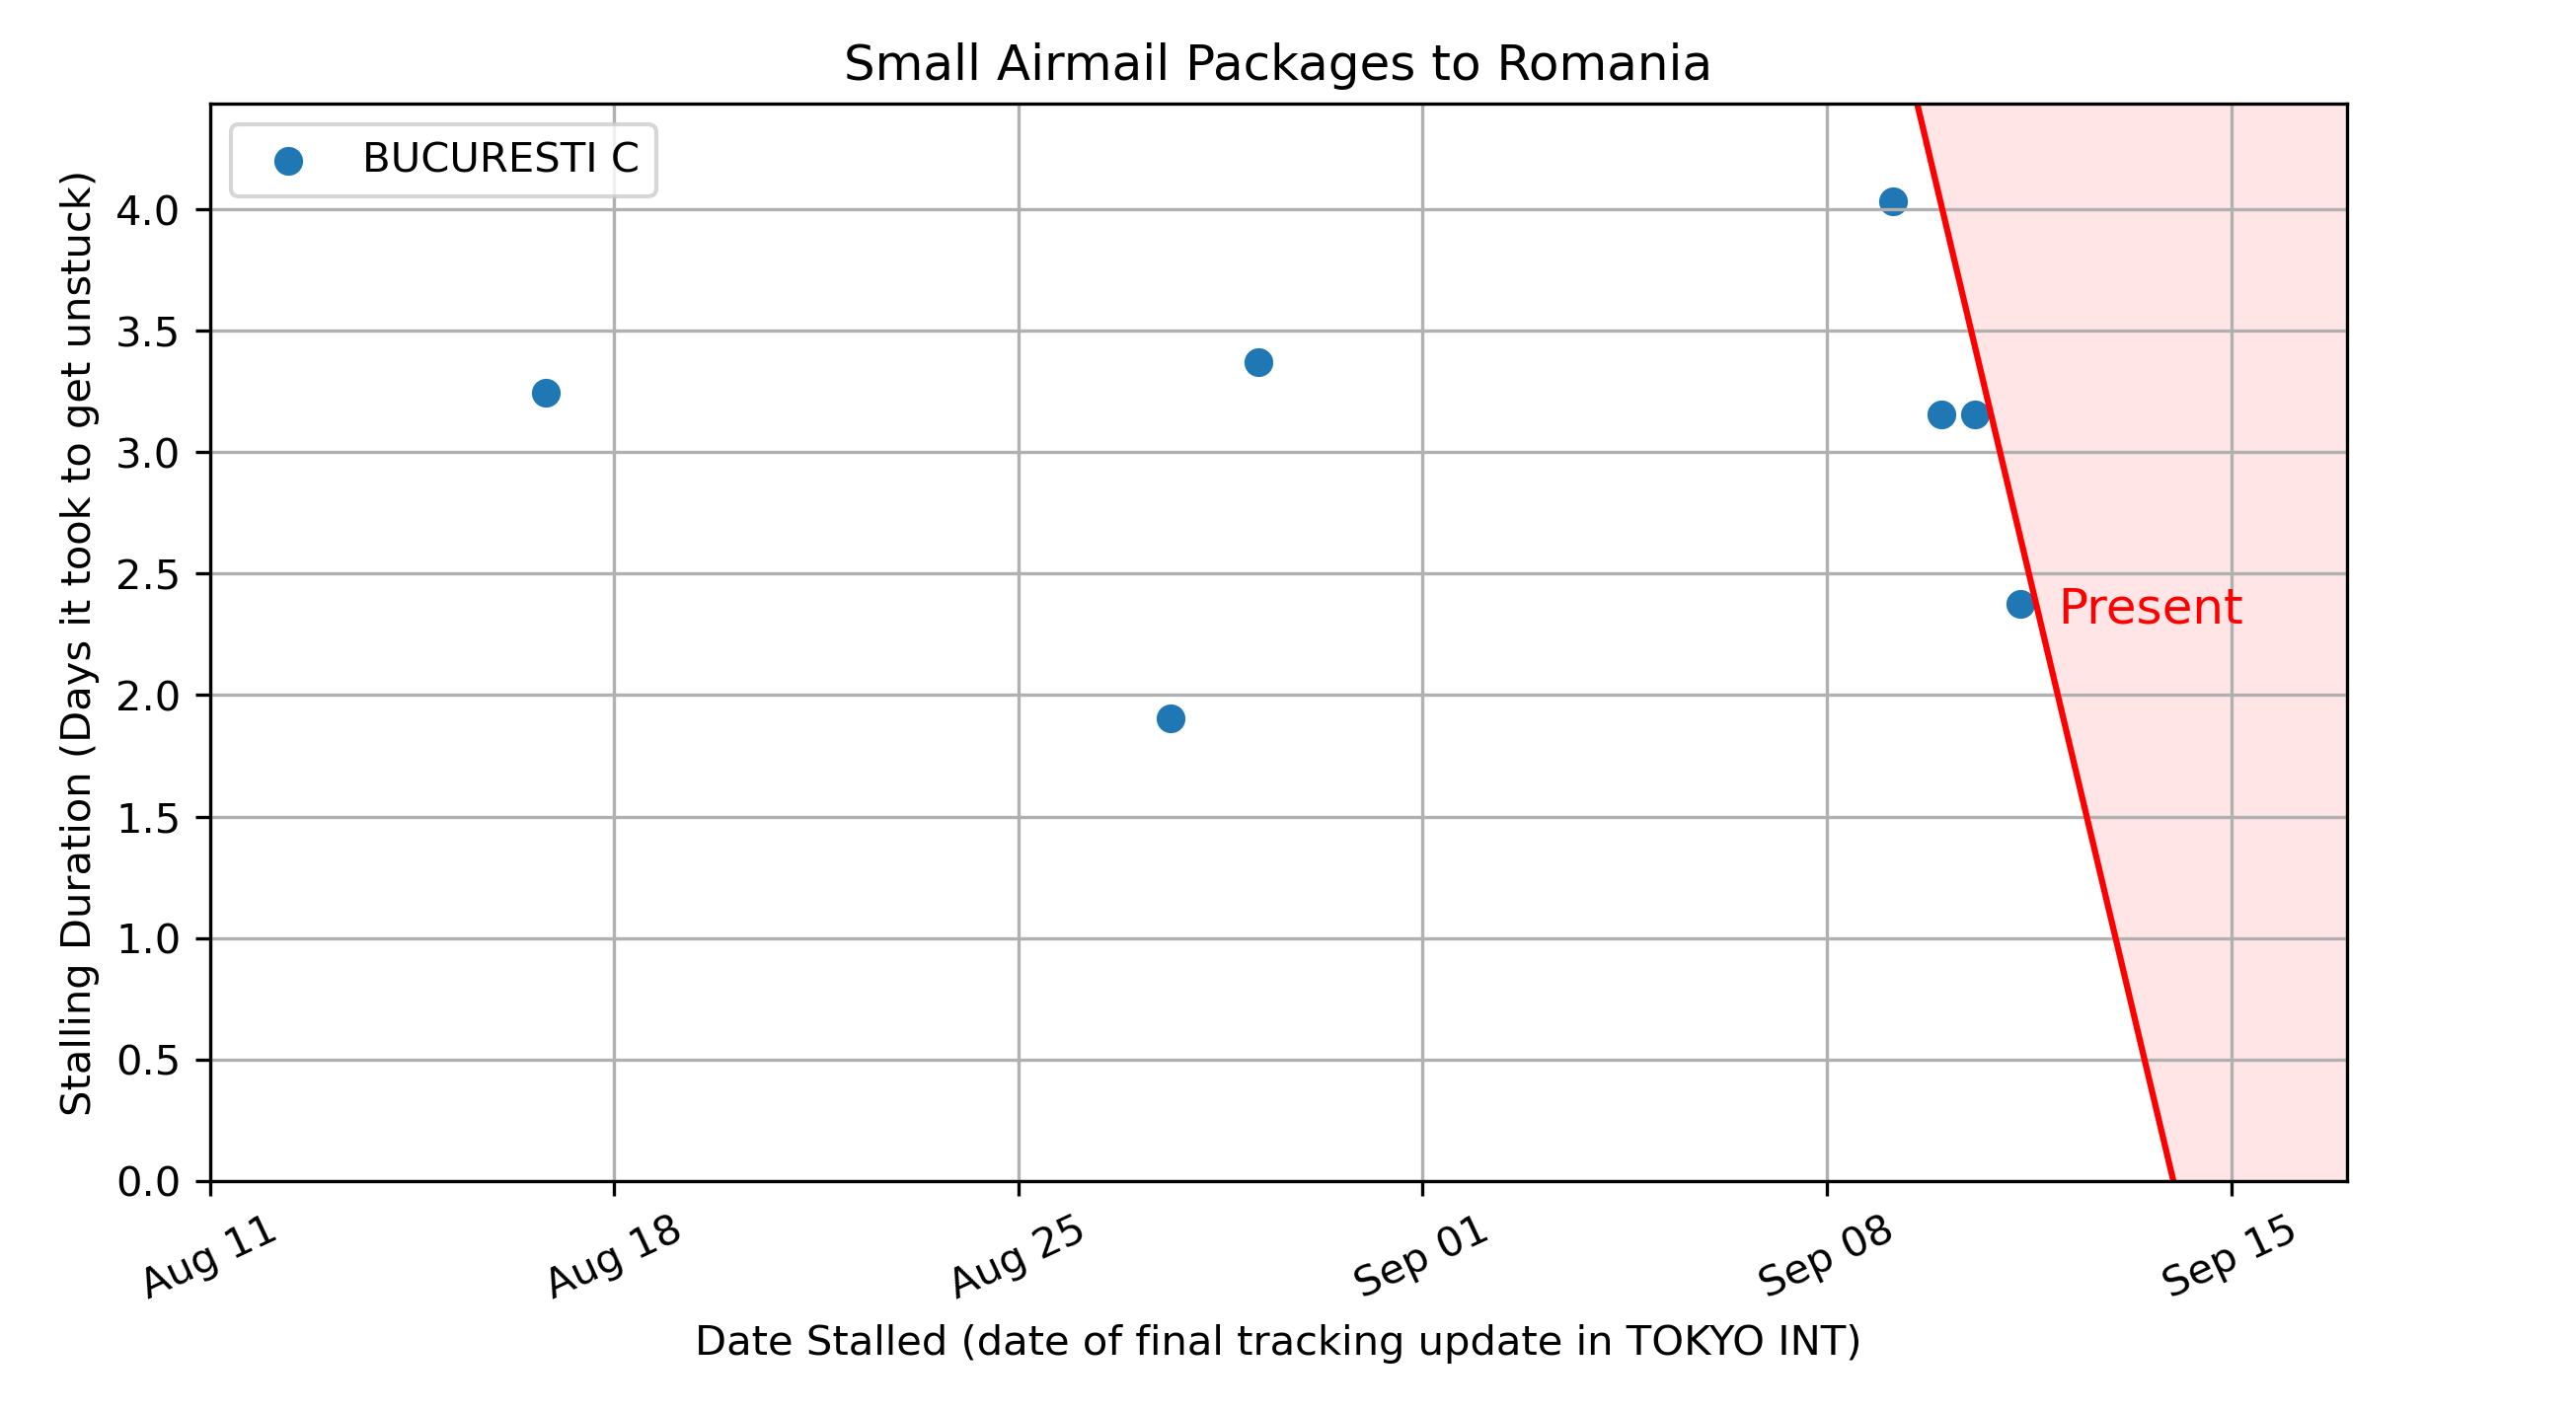 Small Airmail Packages to Romania
BUCURESTI C
Stalling Duration (Days it took to get unstuck)
4.0
3.5
3.0
2.5
2.0
1.5
1.0
0.5
0.0
Present
Aug 11
Aug 18
Aug 25
Sep 01
Sep 08
Sep 15
Date Stalled (date of final tracking update in TOKYO INT)